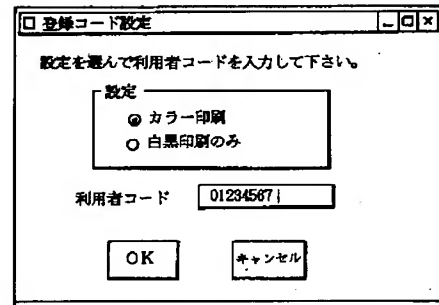 登録コード設定
設定を選んで利用者コードを入力して下さい。
設定
カラー印刷
白黒印刷のみ
利用者コード 01234567
OK キャンセル